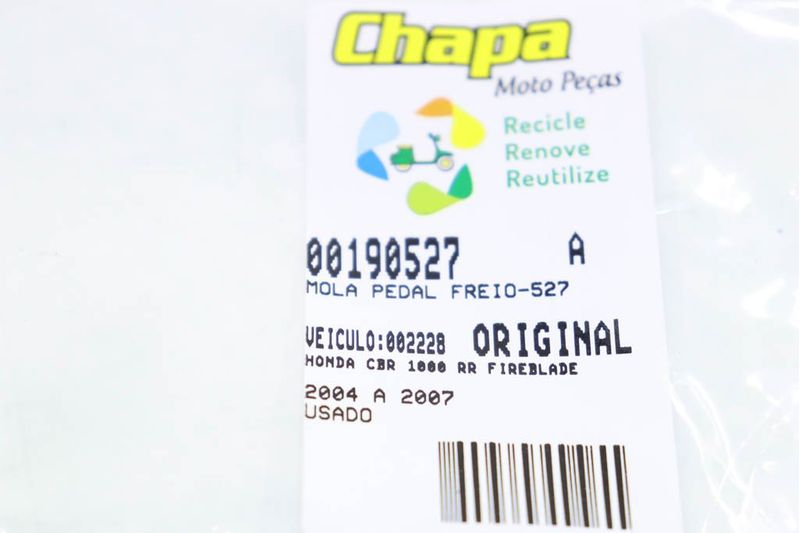 Chapa
Moto Peças
Recicle
Renove
Reutilize
00190527 A
MOLA PEDAL FREIO-527
VEICULO:002228 ORIGINAL
HONDA CBR 1000 RR FIREBLADE
2004 A 2007
USADO